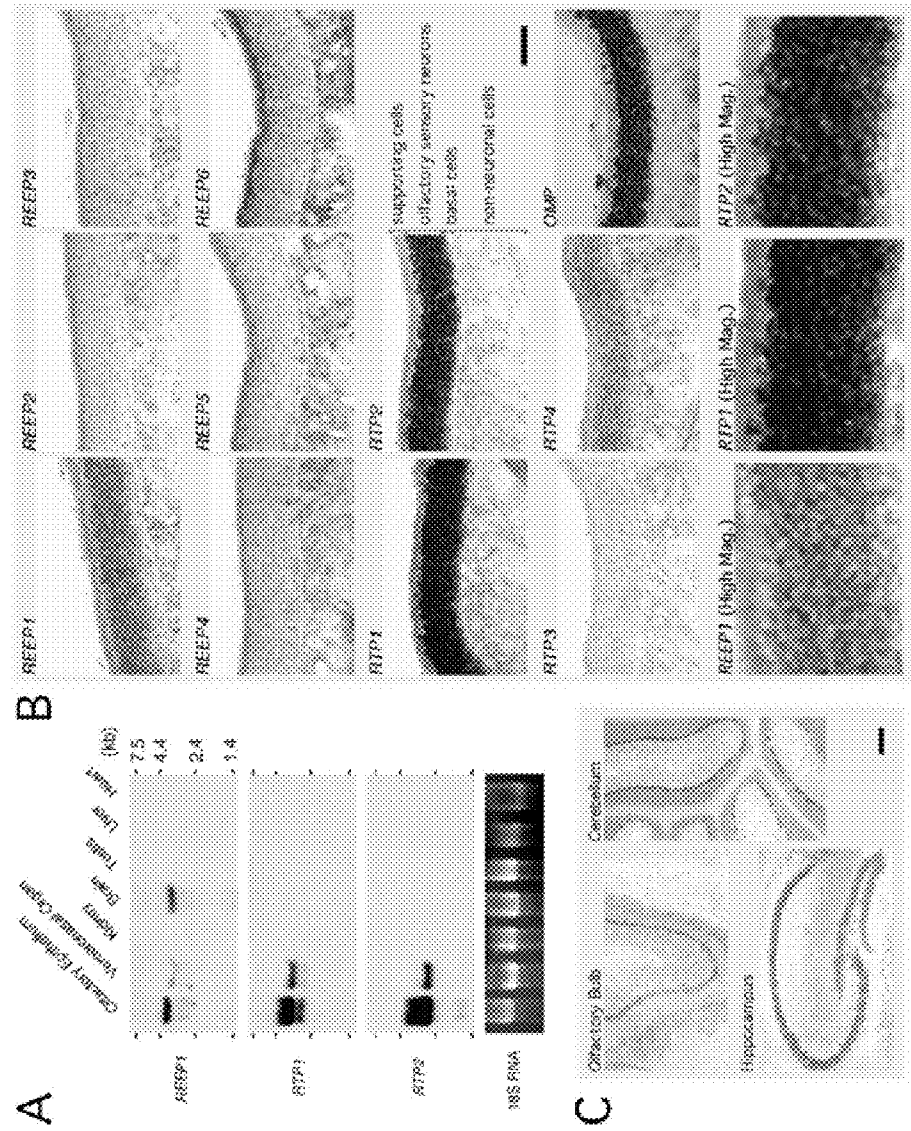 A
Olfactory Epithelium
Vomeronasal Organ
Kidney
Brain
Testis
Liver
Heart
(kb)
REEP1
7.5
4.4
2.4
1.4
RTP1
RTP2
18S RNA
B
REEP1
REEP2
REEP3
REEP4
REEP5
REEP6
RTP1
RTP2
supporting cells
olfactory sensory neurons
basal cells
non-neuronal cells
RTP3
RTP4
OMP
REEP1 (High Mag.)
RTP1 (High Mag.)
RTP2 (High Mag.)
C
Olfactory Bulb
Cerebellum
Hippocampus